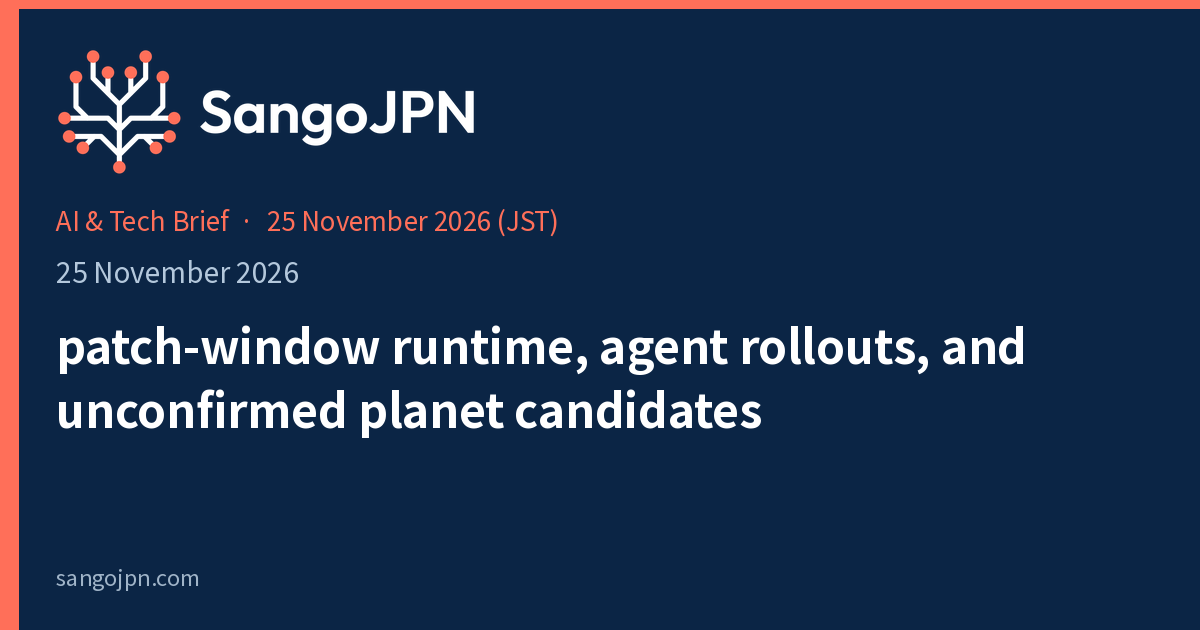 SangoJPN
AI & Tech Brief · 25 November 2026 (JST)
25 November 2026
patch-window runtime, agent rollouts, and
unconfirmed planet candidates
sangojpn.com